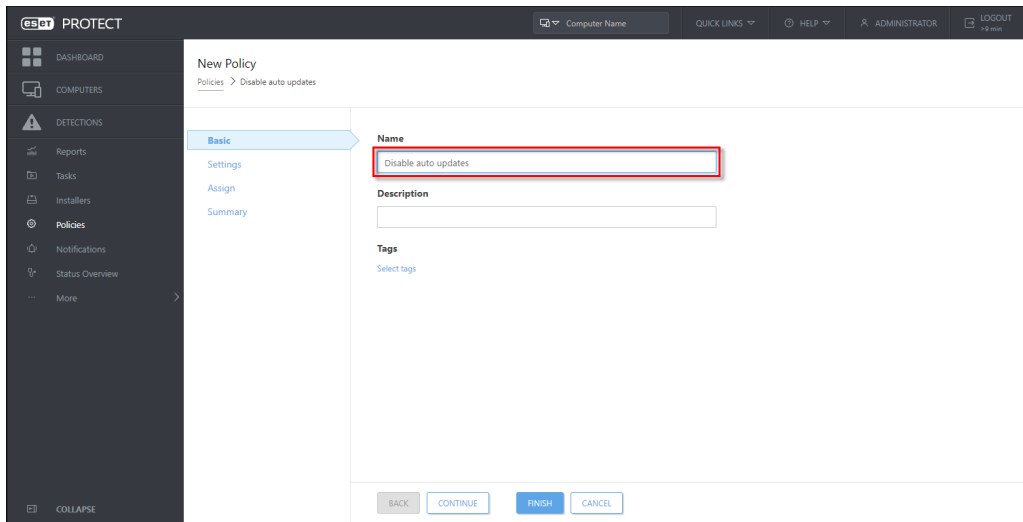 eset PROTECT
Computer Name
QUICK LINKS
HELP
ADMINISTRATOR
LOGOUT
>9 min
DASHBOARD
COMPUTERS
DETECTIONS
Reports
Tasks
Installers
Policies
Notifications
Status Overview
More
COLLAPSE
New Policy
Policies > Disable auto updates
Basic
Settings
Assign
Summary
Name
Disable auto updates
Description
Tags
Select tags
BACK
CONTINUE
FINISH
CANCEL